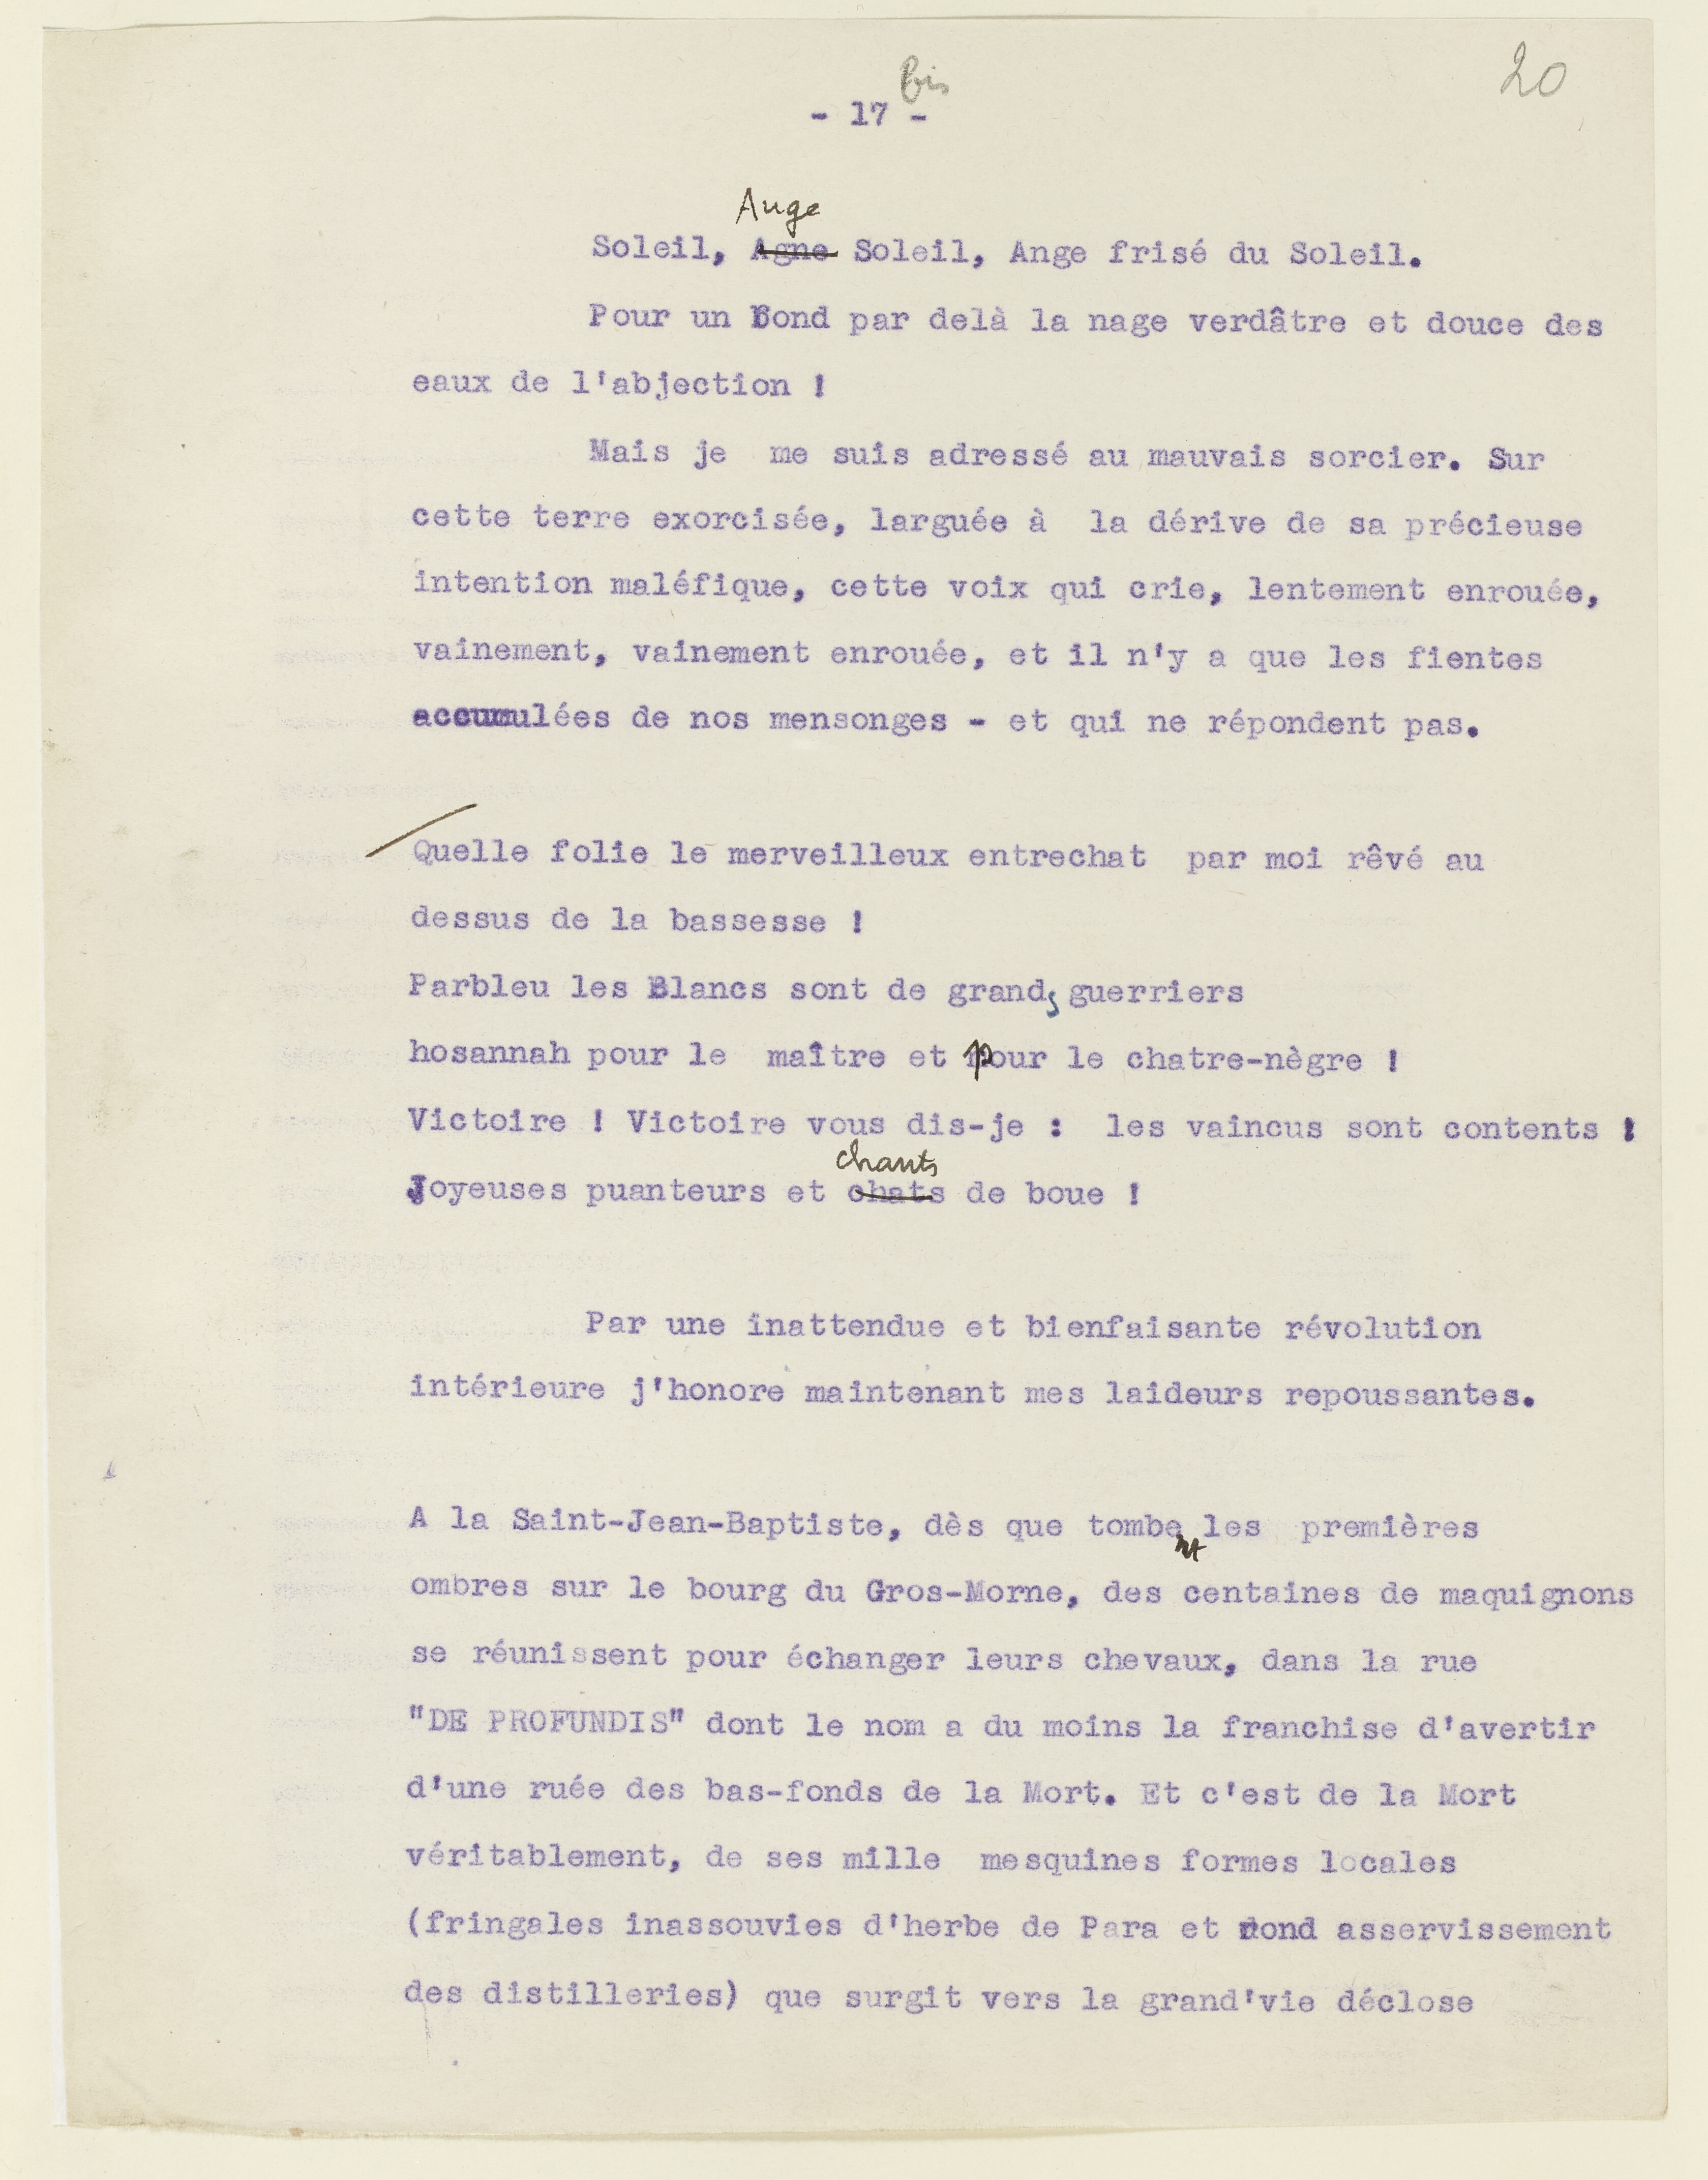 bis
20
- 17 -
Ange
Soleil, Agne Soleil, Ange frisé du Soleil.
Pour un Bond par delà la nage verdâtre et douce des
eaux de l'abjection !
Mais je me suis adressé au mauvais sorcier. Sur
cette terre exorcisée, larguée à la dérive de sa précieuse
intention maléfique, cette voix qui crie, lentement enrouée,
vainement, vainement enrouée, et il n'y a que les fientes
accumulées de nos mensonges - et qui ne répondent pas.
Quelle folie le merveilleux entrechat par moi rêvé au
dessus de la bassesse !
Parbleu les Blancs sont de grands guerriers
hosannah pour le maître et pour le chatre-nègre !
Victoire ! Victoire vous dis-je : les vaincus sont contents !
chants
Joyeuses puanteurs et chats de boue !
Par une inattendue et bienfaisante révolution
intérieure j'honore maintenant mes laideurs repoussantes.
A la Saint-Jean-Baptiste, dès que tombent les premières
ombres sur le bourg du Gros-Morne, des centaines de maquignons
se réunissent pour échanger leurs chevaux, dans la rue
"DE PROFUNDIS" dont le nom a du moins la franchise d'avertir
d'une ruée des bas-fonds de la Mort. Et c'est de la Mort
véritablement, de ses mille mesquines formes locales
(fringales inassouvies d'herbe de Para et rond asservissement
des distilleries) que surgit vers la grand'vie déclose